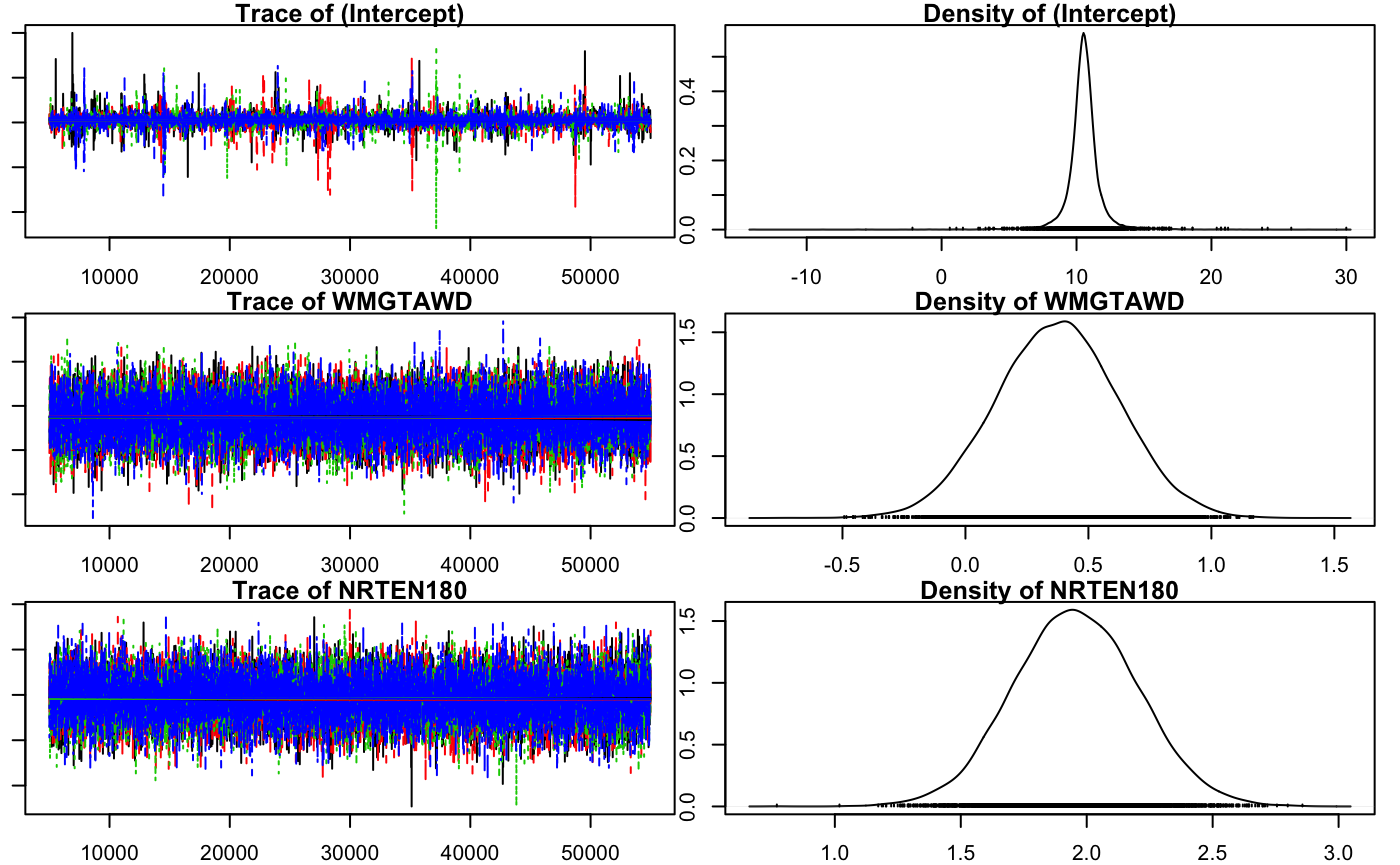 Trace of (Intercept)
Density of (Intercept)
0.0 0.2 0.4
10000 20000 30000 40000 50000
-10 0 10 20 30
Trace of WMGTAWD
Density of WMGTAWD
0.0 0.5 1.0 1.5
10000 20000 30000 40000 50000
-0.5 0.0 0.5 1.0 1.5
Trace of NRTEN180
Density of NRTEN180
0.0 0.5 1.0 1.5
10000 20000 30000 40000 50000
1.0 1.5 2.0 2.5 3.0